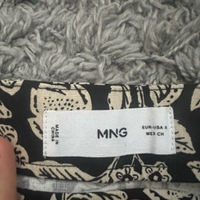 MADE IN
CHINA
MNG
EUR-USA X
MEX CH